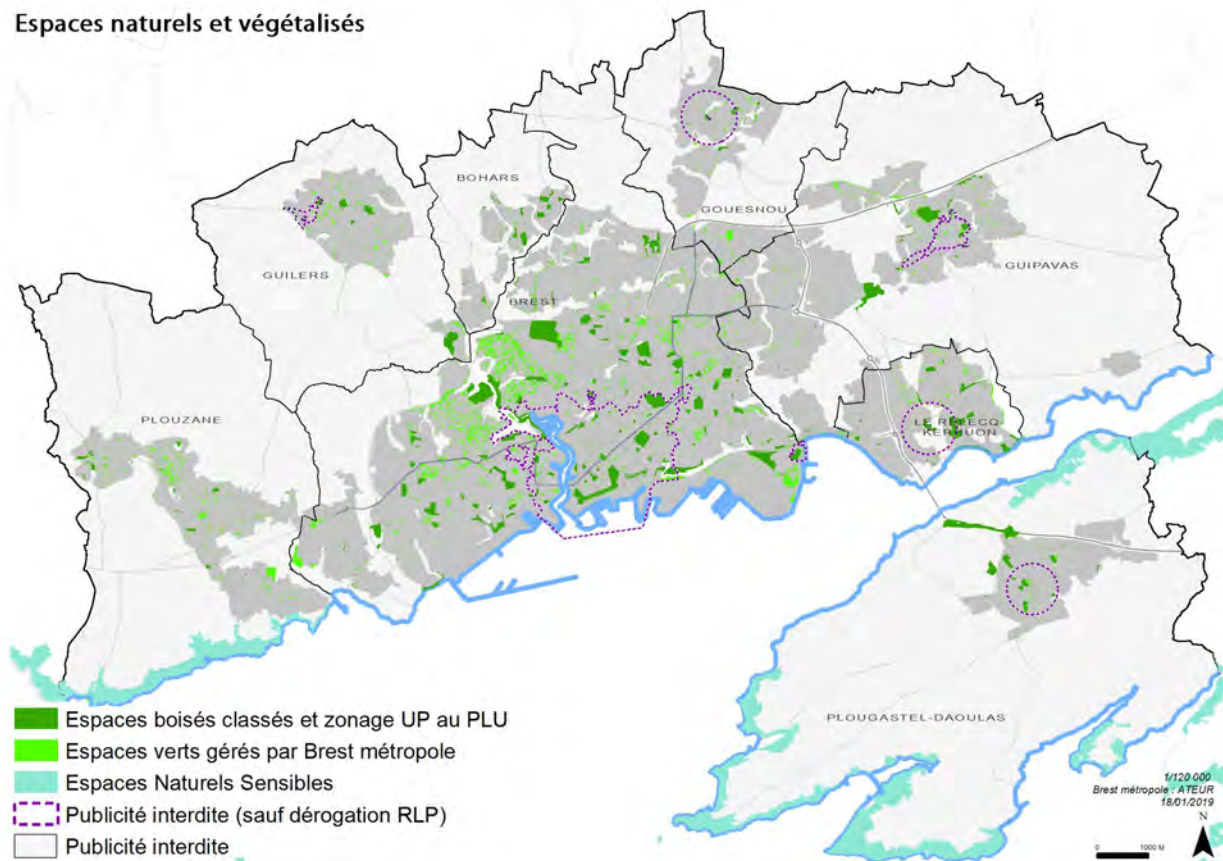 Espaces naturels et végétalisés
BOHARS
GOUESNOU
GUILERS
GUIPAVAS
BREST
PLOUZANE
LE RELECQ
KERHUON
PLOUGASTEL-DAOULAS
Espaces boisés classés et zonage UP au PLU
Espaces verts gérés par Brest métropole
Espaces Naturels Sensibles
Publicité interdite (sauf dérogation RLP)
Publicité interdite
1/120 000
Brest métropole : ATEUR
18/01/2019
N
0 1000 M